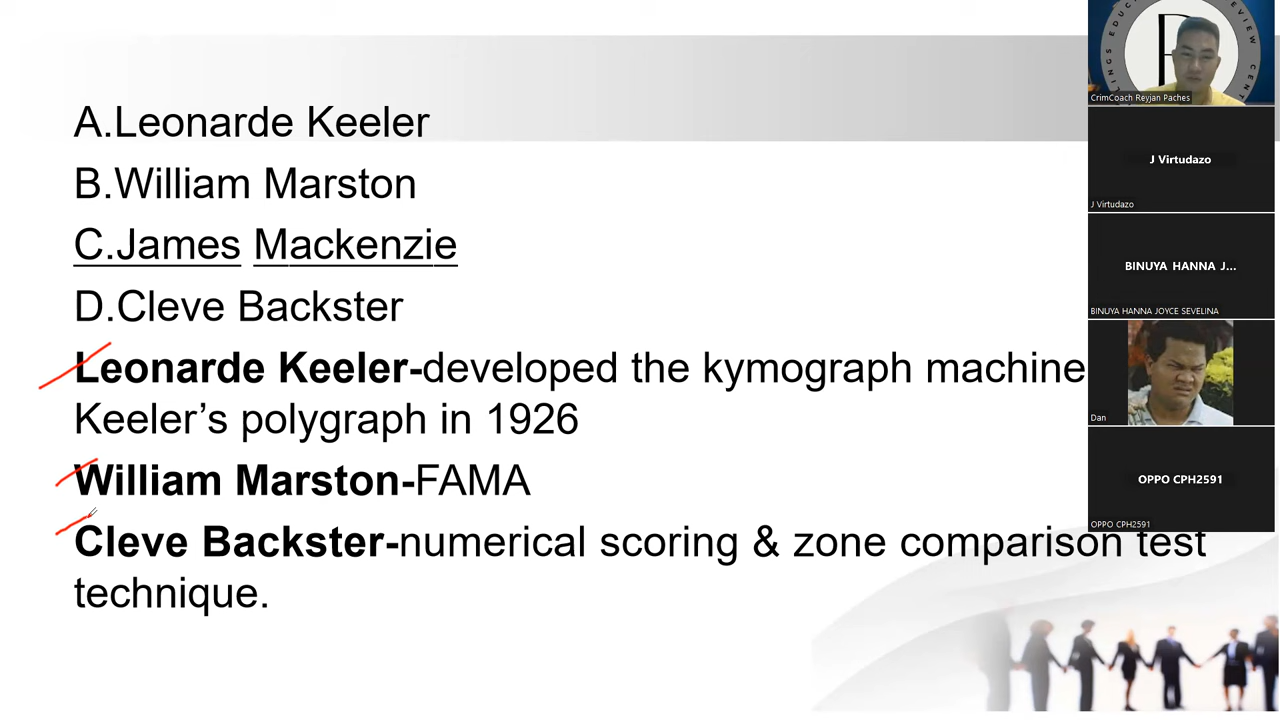 A.Leonarde Keeler
B.William Marston
C.James Mackenzie
D.Cleve Backster
Leonarde Keeler-developed the kymograph machine
Keeler’s polygraph in 1926
William Marston-FAMA
Cleve Backster-numerical scoring & zone comparison test
technique.
CrimCoach Reyjan Paches
J Virtudazo
J Virtudazo
BINUYA HANNA J...
BINUYA HANNA JOYCE SEVELINA
Dan
OPPO CPH2591
OPPO CPH2591